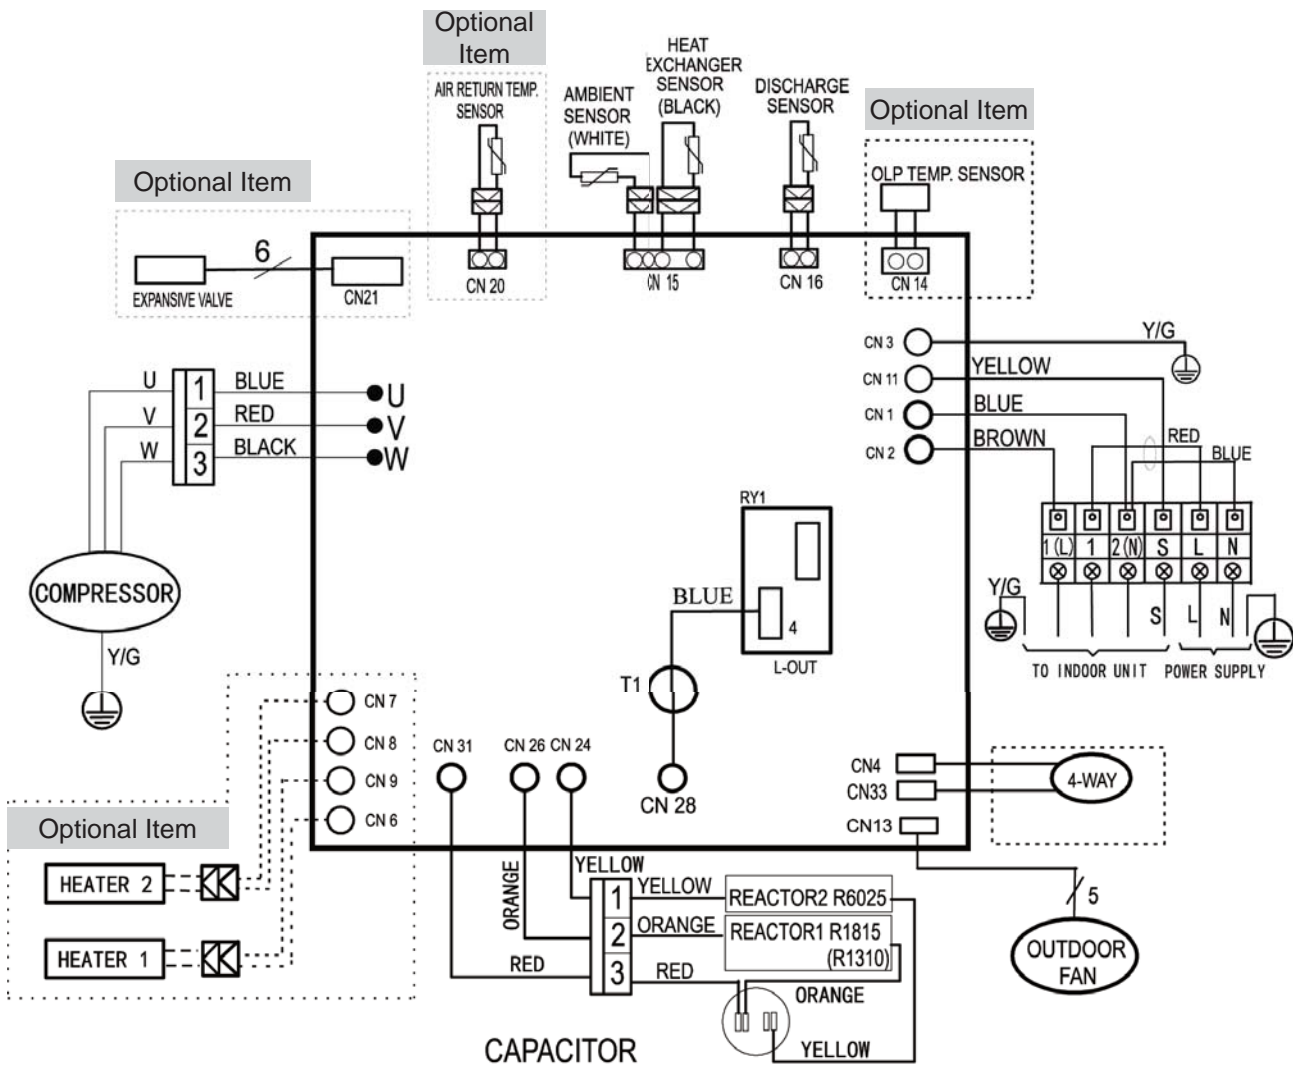 Optional
Item
HEAT
EXCHANGER
SENSOR
(BLACK)
AIR RETURN TEMP.
SENSOR
AMBIENT
SENSOR
(WHITE)
DISCHARGE
SENSOR
Optional Item
OLP TEMP. SENSOR
Optional Item
6
EXPANSIVE VALVE
CN21
CN 20
CN 15
CN 16
CN 14
CN 3
Y/G
CN 11
YELLOW
CN 1
BLUE
CN 2
BROWN
RED
BLUE
U
1
BLUE
U
V
2
RED
V
W
3
BLACK
W
COMPRESSOR
Y/G
RY1
BLUE
4
L-OUT
T1
CN 28
1(L)
1
2(N)
S
L
N
Y/G
S
L
N
TO INDOOR UNIT
POWER SUPPLY
CN 7
CN 8
CN 9
CN 6
CN 31
CN 26
CN 24
CN4
CN33
4-WAY
CN13
5
OUTDOOR
FAN
Optional Item
HEATER 2
HEATER 1
ORANGE
YELLOW
RED
1
2
3
YELLOW
ORANGE
RED
REACTOR2 R6025
REACTOR1 R1815
(R1310)
ORANGE
YELLOW
CAPACITOR